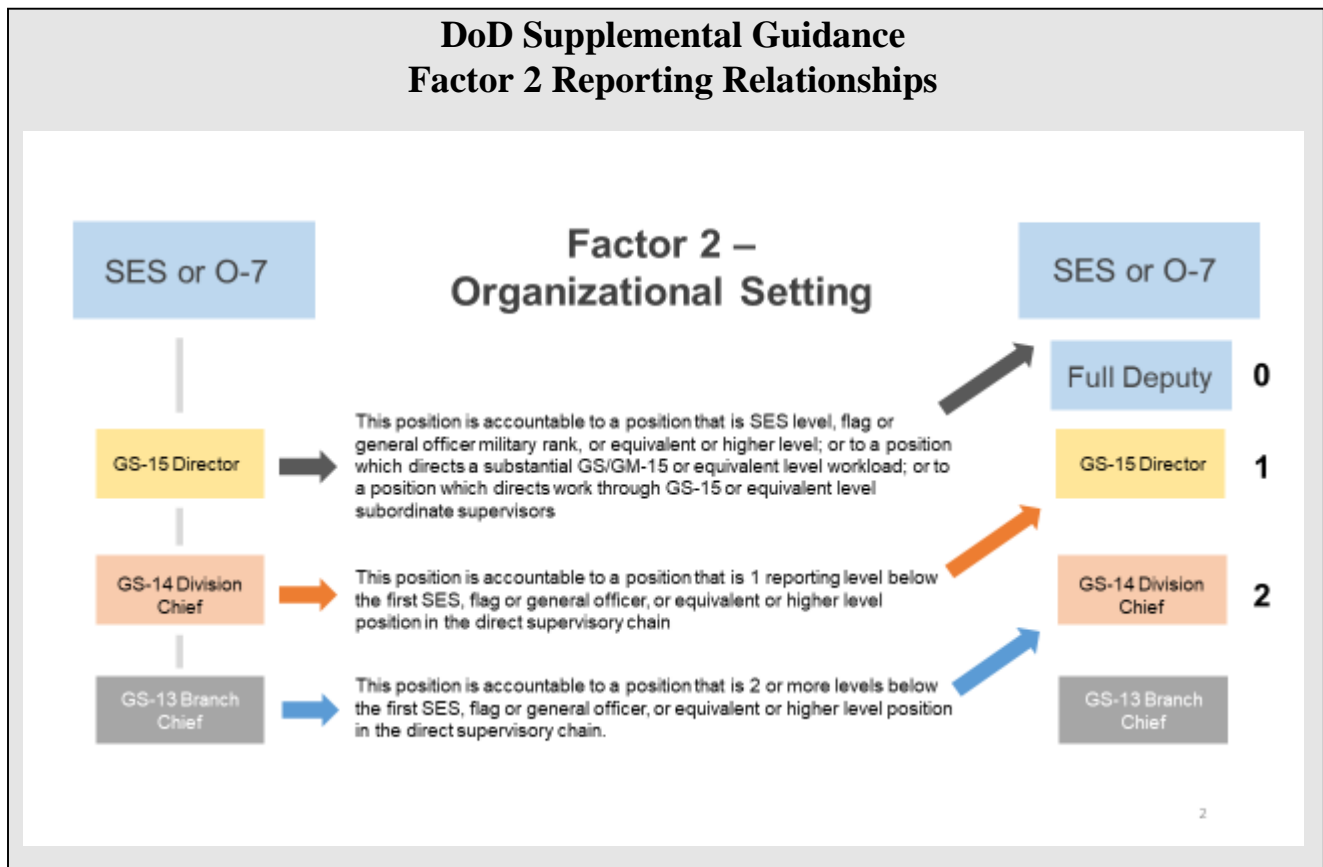 DoD Supplemental Guidance
Factor 2 Reporting Relationships
SES or O-7
Factor 2 –
Organizational Setting
SES or O-7
Full Deputy
0
This position is accountable to a position that is SES level, flag or
general officer military rank, or equivalent or higher level; or to a position
which directs a substantial GS/GM-15 or equivalent level workload; or to
a position which directs work through GS-15 or equivalent level
subordinate supervisors
GS-15 Director
GS-15 Director
1
GS-14 Division
Chief
This position is accountable to a position that is 1 reporting level below
the first SES, flag or general officer, or equivalent or higher level
position in the direct supervisory chain
GS-14 Division
Chief
2
GS-13 Branch
Chief
This position is accountable to a position that is 2 or more levels below
the first SES, flag or general officer, or equivalent or higher level position
in the direct supervisory chain.
GS-13 Branch
Chief
2